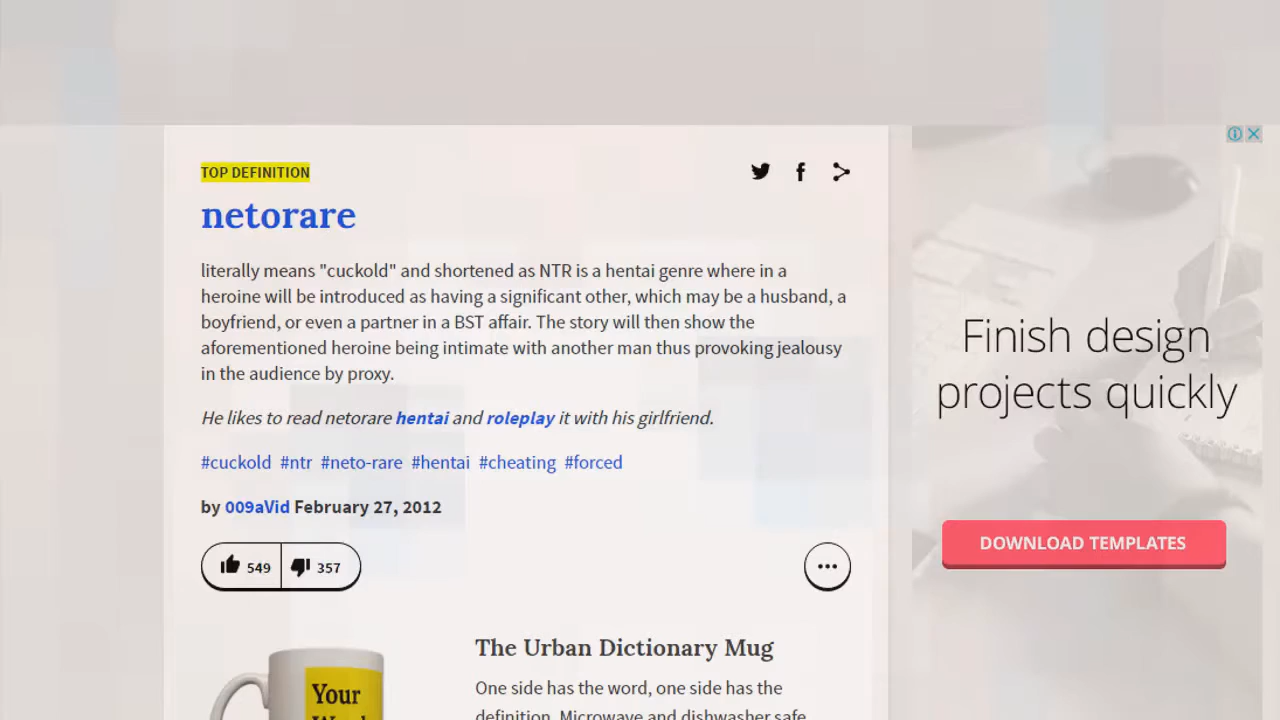 TOP DEFINITION
netorare
literally means "cuckold" and shortened as NTR is a hentai genre where in a
heroine will be introduced as having a significant other, which may be a husband, a
boyfriend, or even a partner in a BST affair. The story will then show the
aforementioned heroine being intimate with another man thus provoking jealousy
in the audience by proxy.
He likes to read netorare hentai and roleplay it with his girlfriend.
#cuckold #ntr #neto-rare #hentai #cheating #forced
by 009aVid February 27, 2012
549 357
The Urban Dictionary Mug
One side has the word, one side has the
definition. Microwave and dishwasher safe
Your
Finish design
projects quickly
DOWNLOAD TEMPLATES